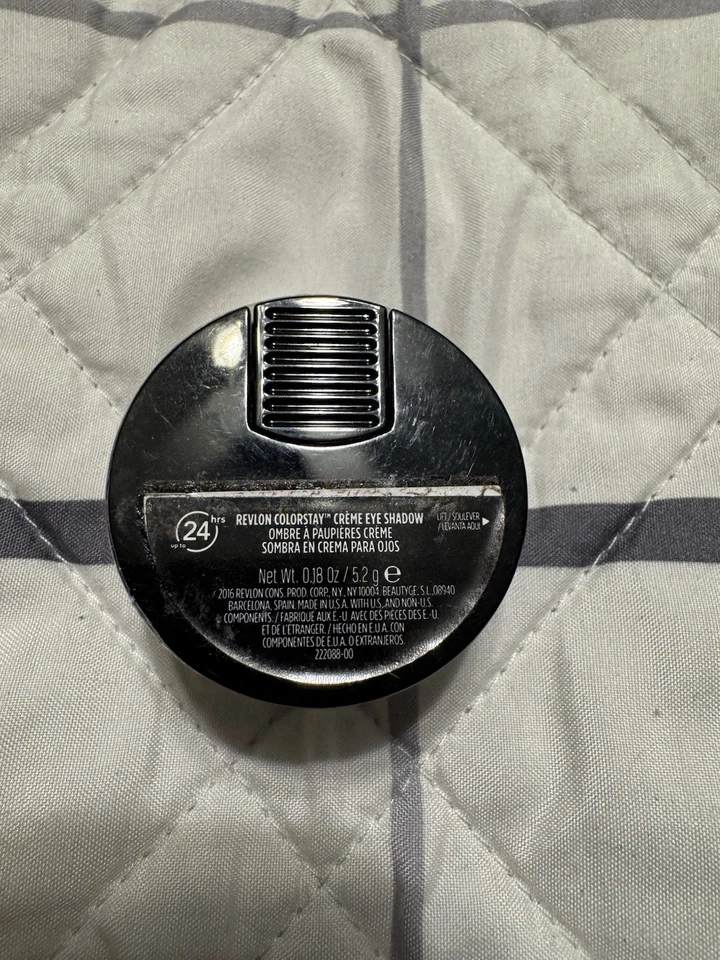 24 hrs
up to
REVLON COLORSTAY™ CRÈME EYE SHADOW
OMBRE À PAUPIÈRES CRÈME
SOMBRA EN CREMA PARA OJOS
LIFT / SOULEVER
/ LEVANTA AQUÍ
Net Wt. 0.18 Oz / 5.2 g ℮
2016 REVLON CONS. PROD. CORP., N.Y., NY 10004. BEAUTYGE, S.L. 08940
BARCELONA, SPAIN. MADE IN U.S.A. WITH U.S. AND NON-U.S.
COMPONENTS. / FABRIQUÉ AUX É.-U. AVEC DES PIÈCES DES É.-U.
ET DE L'ÉTRANGER. / HECHO EN E.U.A. CON
COMPONENTES DE E.U.A. O EXTRANJEROS.
222088-00